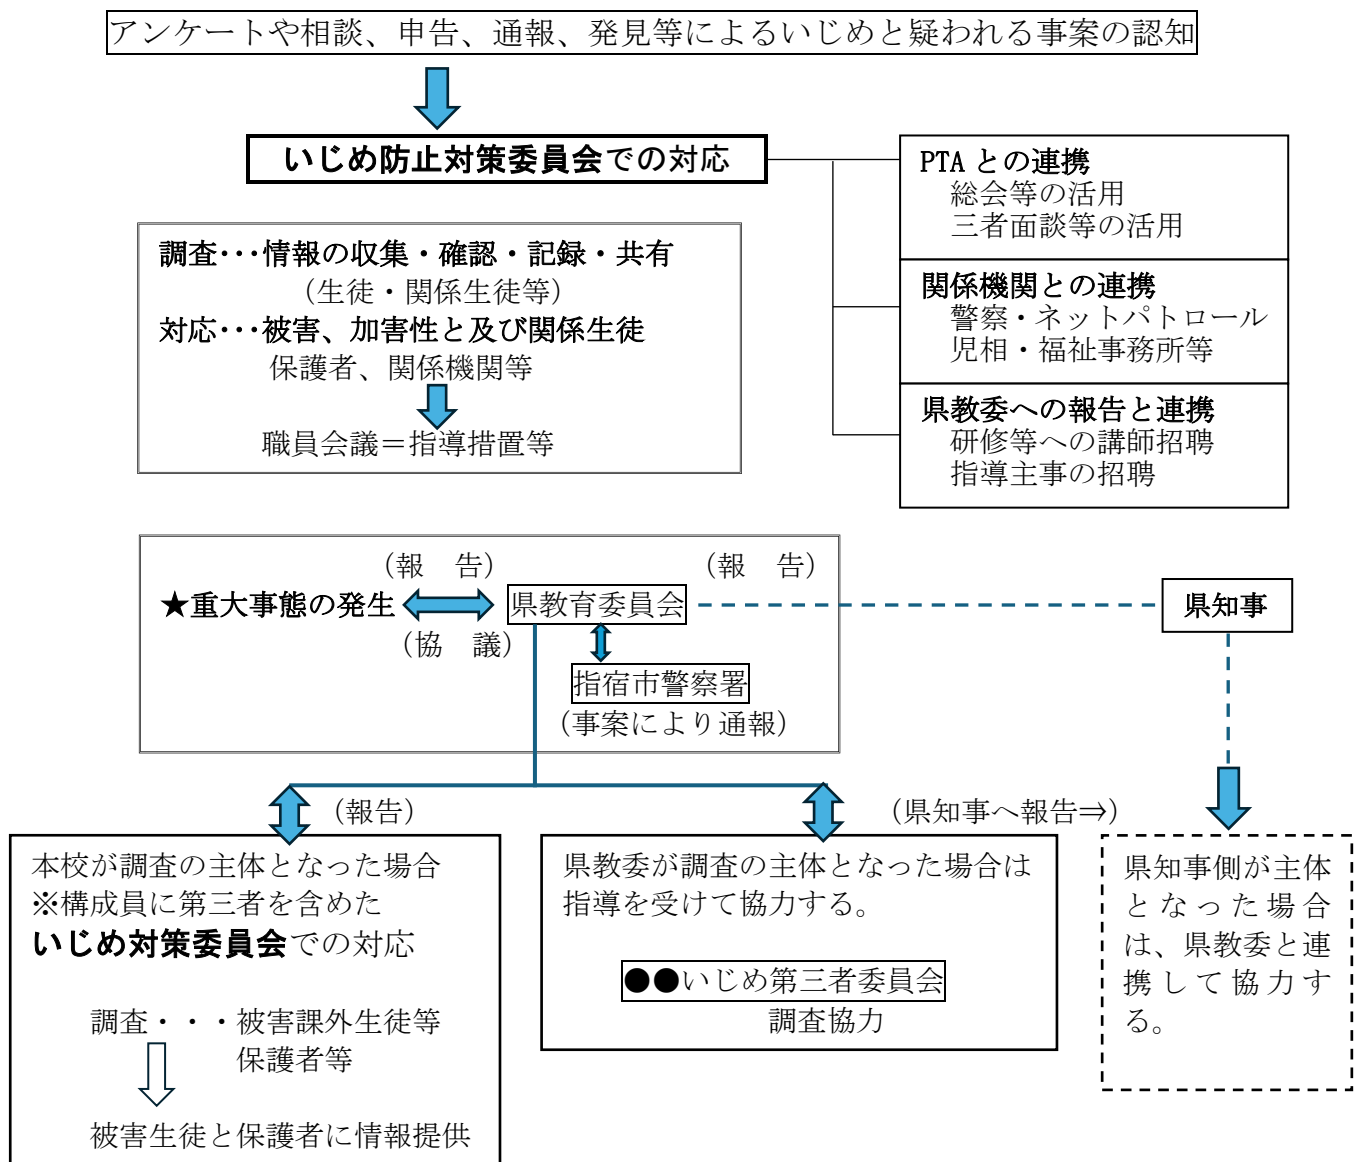 アンケートや相談、申告、通報、発見等によるいじめと疑われる事案の認知
いじめ防止対策委員会での対応
PTA との連携
総会等の活用
三者面談等の活用
関係機関との連携
警察・ネットパトロール
児相・福祉事務所等
県教委への報告と連携
研修等への講師招聘
指導主事の招聘
調査･･･情報の収集・確認・記録・共有
(生徒・関係生徒等)
対応･･･被害、加害性と及び関係生徒
保護者、関係機関等
職員会議＝指導措置等
(報　告)
(報　告)
★重大事態の発生
県教育委員会
県知事
(協　議)
指宿市警察署
(事案により通報)
(報告)
(県知事へ報告⇒)
本校が調査の主体となった場合
※構成員に第三者を含めた
いじめ対策委員会での対応
調査・・・被害課外生徒等
保護者等
被害生徒と保護者に情報提供
県教委が調査の主体となった場合は
指導を受けて協力する。
●●いじめ第三者委員会
調査協力
県知事側が主体
となった場合
は、県教委と連
携して協力す
る。